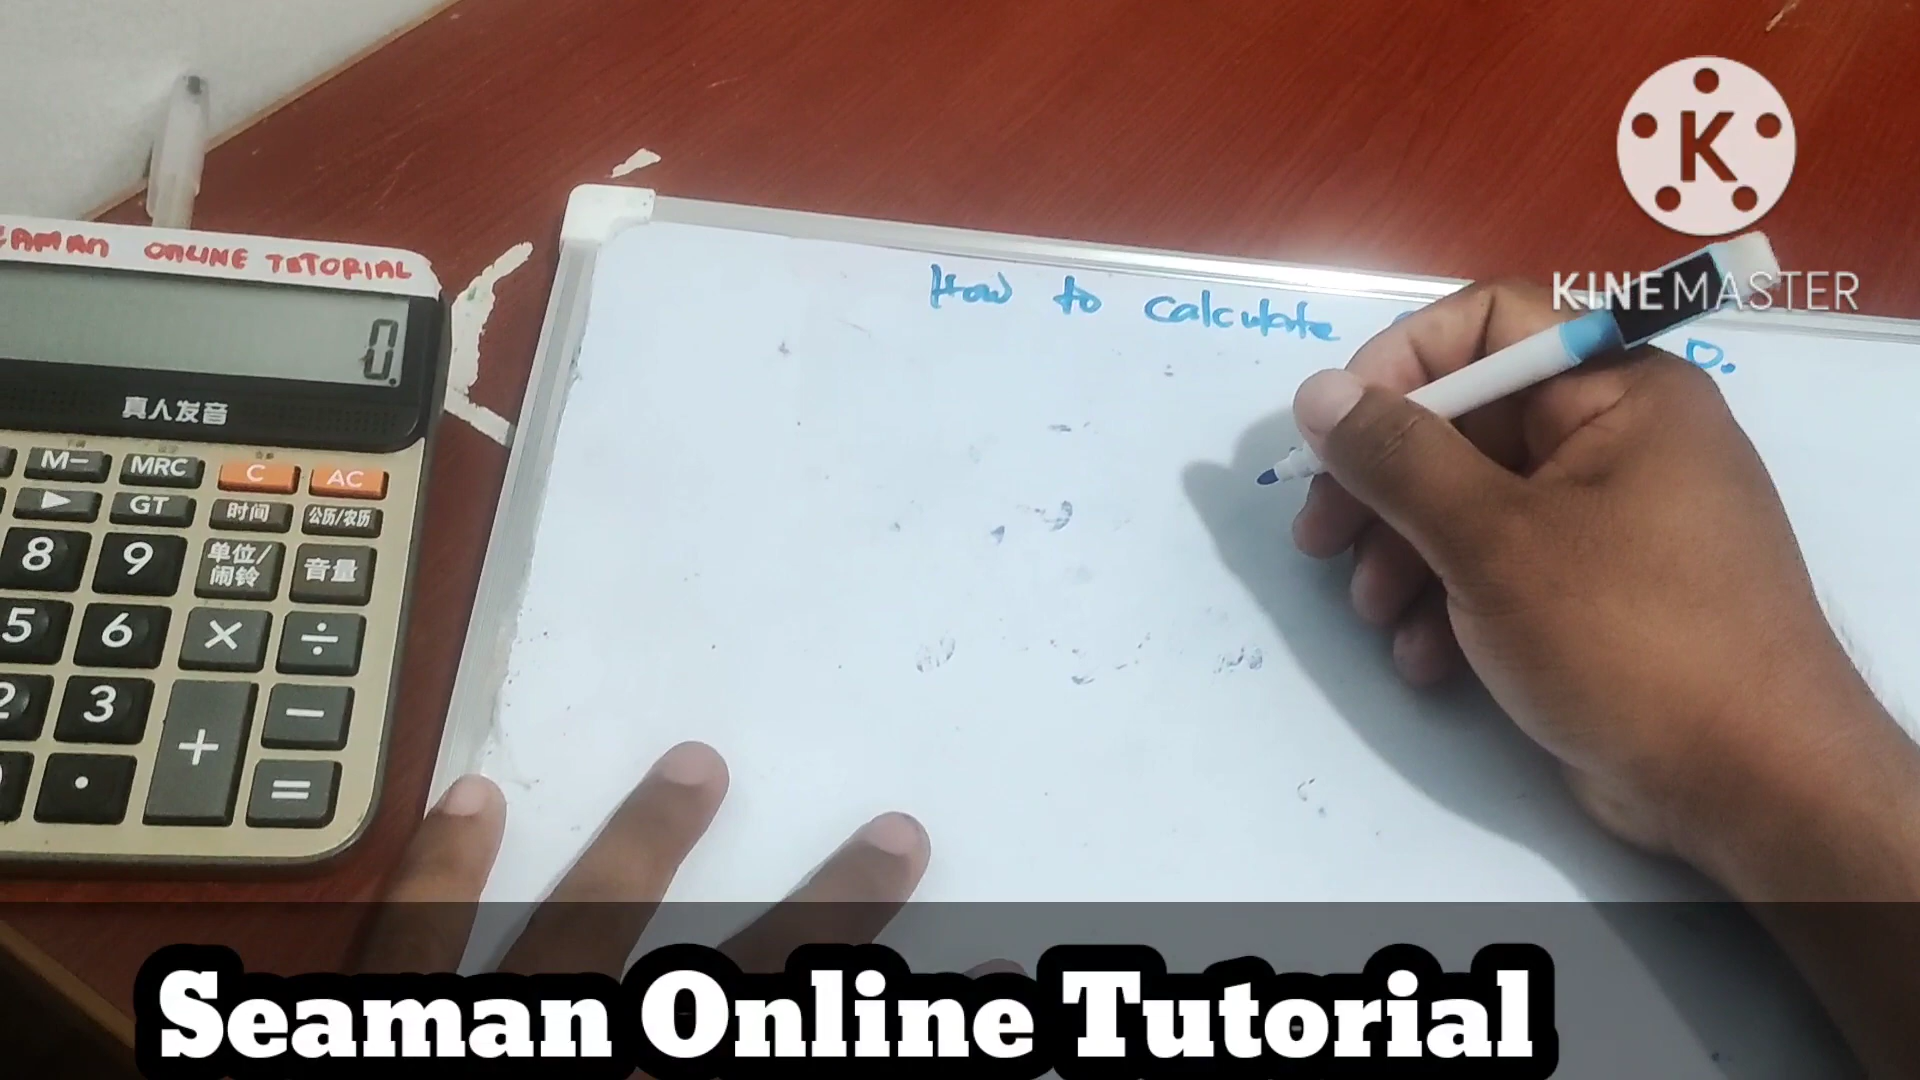 K
KINEMASTER
EAMAN ONLINE TUTORIAL
0.
真人发音
How to calculate
D.
M- MRC C AC
GT 时间 公历/农历
8 9 单位/闹铃 音量
5 6 × ÷
2 3 + −
· =
Seaman Online Tutorial